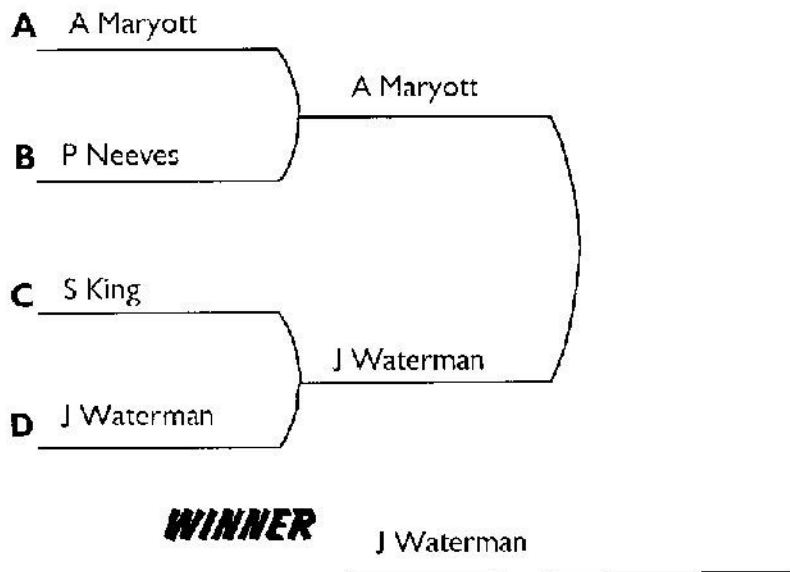 A A Maryott
A Maryott
B P Neeves
C S King
J Waterman
D J Waterman
WINNER J Waterman